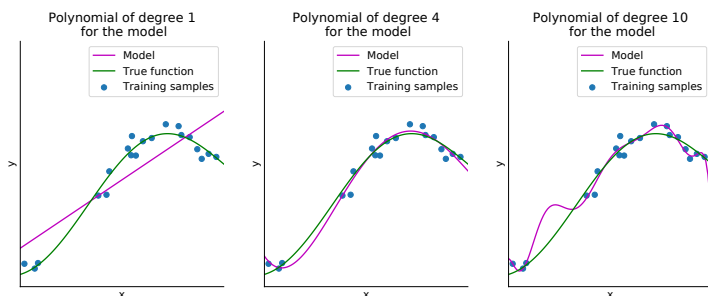 Polynomial of degree 1
for the model
Model
True function
Training samples
y
x
Polynomial of degree 4
for the model
Model
True function
Training samples
y
x
Polynomial of degree 10
for the model
Model
True function
Training samples
y
x